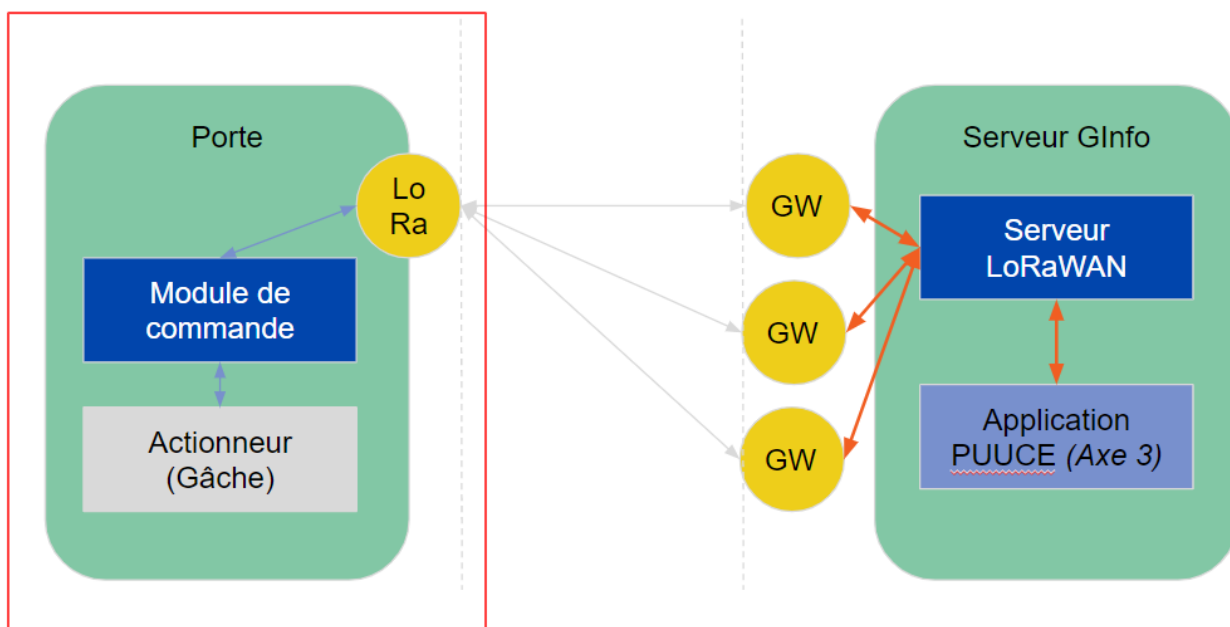 Porte
Lo
Ra
Module de
commande
Actionneur
(Gâche)
GW
GW
GW
Serveur GInfo
Serveur
LoRaWAN
Application
PUUCE (Axe 3)